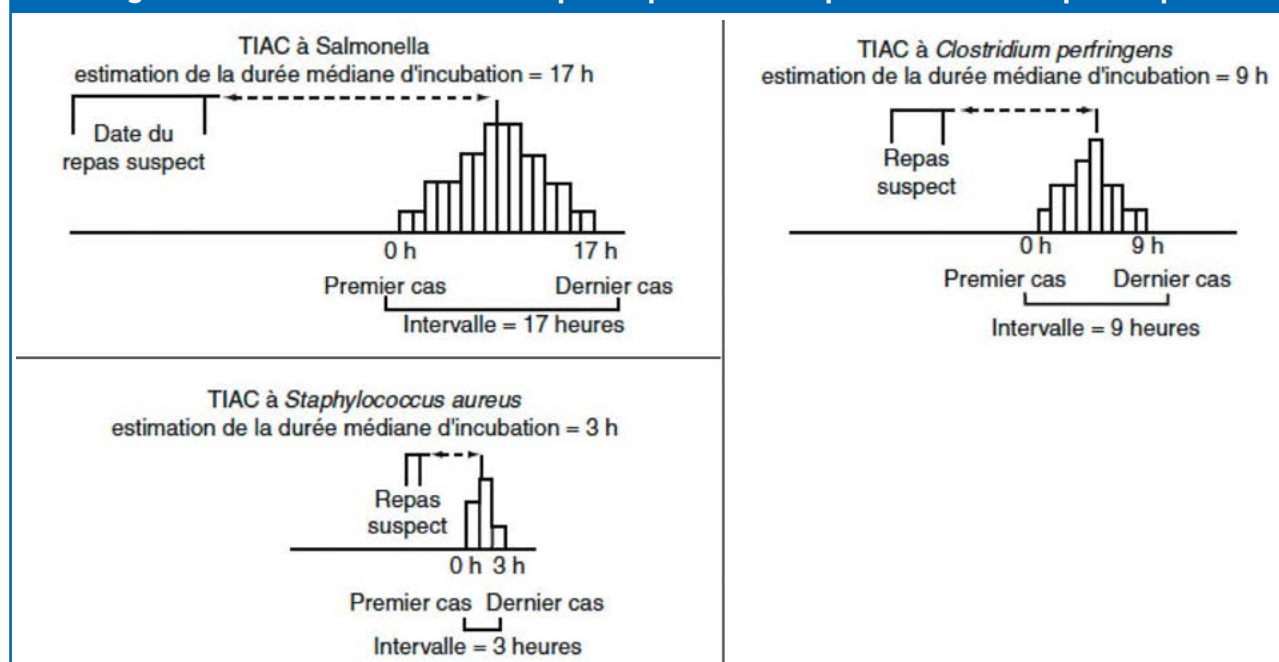 TIAC à Salmonella
estimation de la durée médiane d'incubation = 17 h
Date du
repas suspect
0 h 17 h
Premier cas Dernier cas
Intervalle = 17 heures
TIAC à Clostridium perfringens
estimation de la durée médiane d'incubation = 9 h
Repas
suspect
0 h 9 h
Premier cas Dernier cas
Intervalle = 9 heures
TIAC à Staphylococcus aureus
estimation de la durée médiane d'incubation = 3 h
Repas
suspect
0 h 3 h
Premier cas Dernier cas
Intervalle = 3 heures